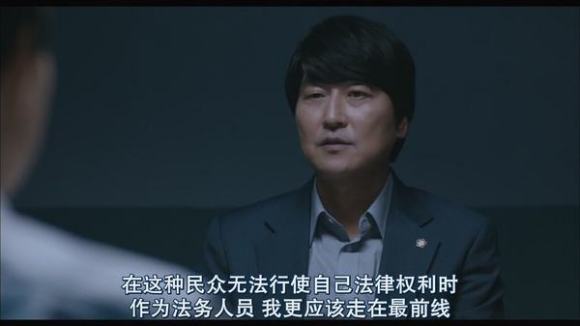 在这种民众无法行使自己法律权利时
作为法务人员 我更应该走在最前线